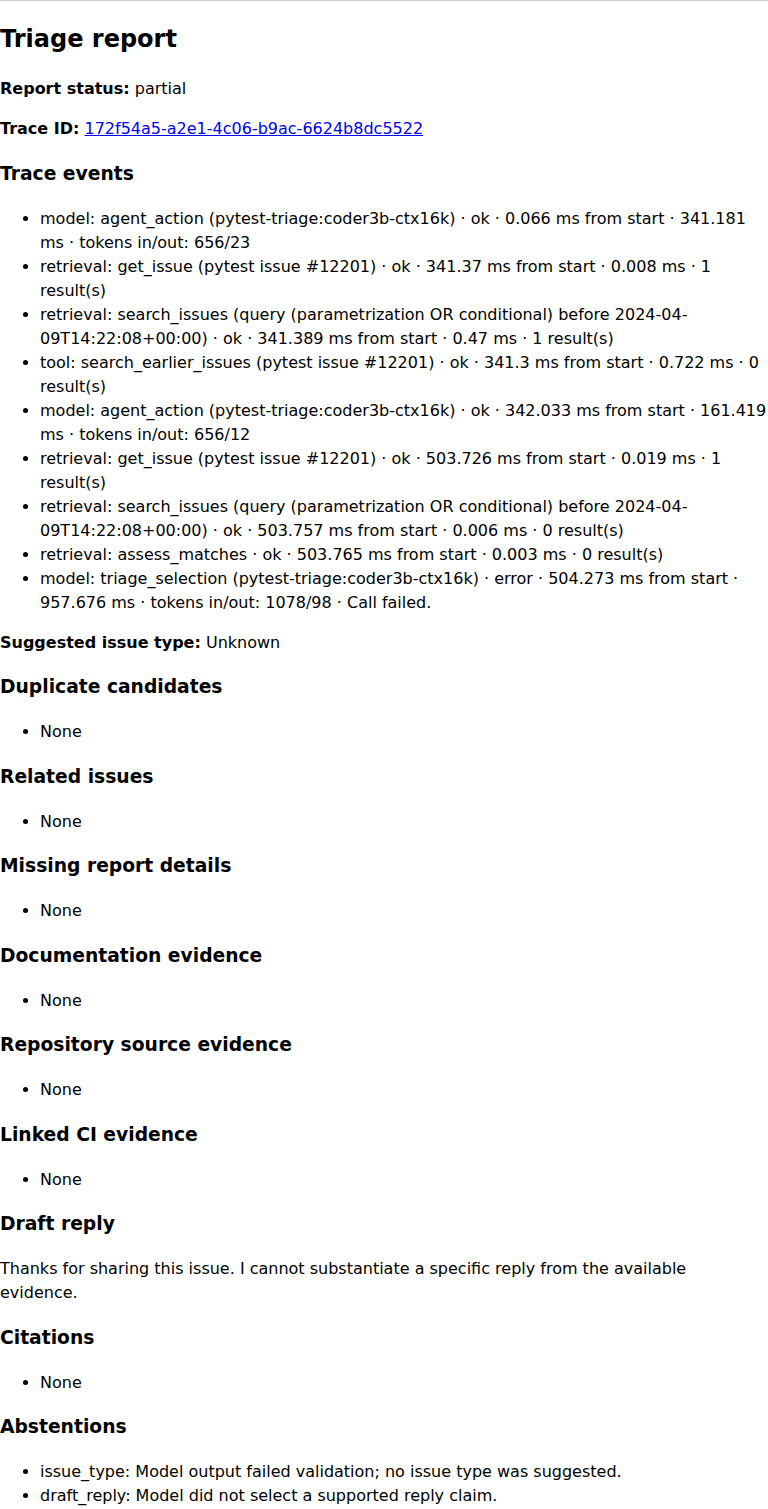 Triage report
Report status: partial
Trace ID: 172f54a5-a2e1-4c06-b9ac-6624b8dc5522
Trace events
• model: agent_action (pytest-triage:coder3b-ctx16k) · ok · 0.066 ms from start · 341.181
ms · tokens in/out: 656/23
• retrieval: get_issue (pytest issue #12201) · ok · 341.37 ms from start · 0.008 ms · 1
result(s)
• retrieval: search_issues (query (parametrization OR conditional) before 2024-04-
09T14:22:08+00:00) · ok · 341.389 ms from start · 0.47 ms · 1 result(s)
• tool: search_earlier_issues (pytest issue #12201) · ok · 341.3 ms from start · 0.722 ms · 0
result(s)
• model: agent_action (pytest-triage:coder3b-ctx16k) · ok · 342.033 ms from start · 161.419
ms · tokens in/out: 656/12
• retrieval: get_issue (pytest issue #12201) · ok · 503.726 ms from start · 0.019 ms · 1
result(s)
• retrieval: search_issues (query (parametrization OR conditional) before 2024-04-
09T14:22:08+00:00) · ok · 503.757 ms from start · 0.006 ms · 0 result(s)
• retrieval: assess_matches · ok · 503.765 ms from start · 0.003 ms · 0 result(s)
• model: triage_selection (pytest-triage:coder3b-ctx16k) · error · 504.273 ms from start ·
957.676 ms · tokens in/out: 1078/98 · Call failed.
Suggested issue type: Unknown
Duplicate candidates
• None
Related issues
• None
Missing report details
• None
Documentation evidence
• None
Repository source evidence
• None
Linked CI evidence
• None
Draft reply
Thanks for sharing this issue. I cannot substantiate a specific reply from the available
evidence.
Citations
• None
Abstentions
• issue_type: Model output failed validation; no issue type was suggested.
• draft_reply: Model did not select a supported reply claim.